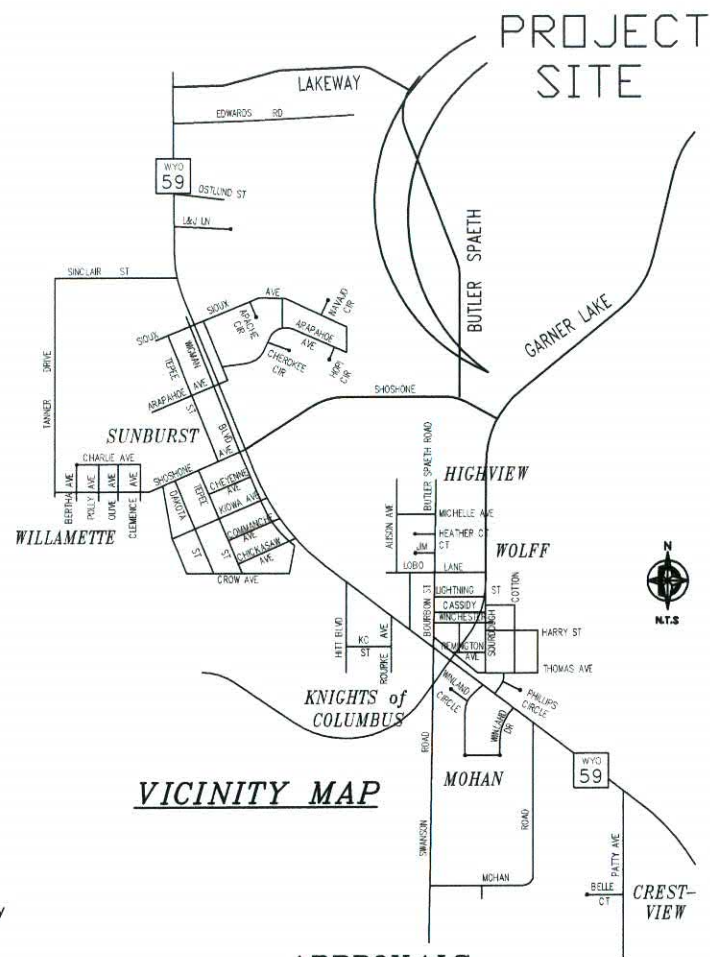 PROJECT
SITE
LAKEWAY
EDWARDS RD
WYO
59
OSTLUND ST
L&J LN
BUTLER SPAETH
GARNER LAKE
SINCLAIR ST
TANNER DRIVE
SIOUX
SIOUX AVE
APACHE
CIR
NAVAJO
CIR
ARAPAHOE
AVE
CHEROKEE
CIR
HOPI
CIR
WIGMAN
BLVD
TEPEE
ST
ARAPAHOE AVE
SHOSHONE
SUNBURST
CHARLIE AVE
SHOSHONE
BERTHA AVE
POLLY AVE
OLIVE AVE
CLEMENCE AVE
WILLAMETTE
DAKOTA
ST
TEPEE
ST
CHEYENNE
AVE
KIOWA AVE
COMMANCHE
AVE
CHICKASAW
AVE
CROW AVE
BUTLER SPAETH ROAD
HIGHVIEW
ALISON AVE
MICHELLE AVE
HEATHER CT
JM
CT
WOLFF
LOBO LANE
N
N.T.S
BOURBON ST
LIGHTNING ST
COTTON
CASSIDY
WINCHESTER
SOURDOUGH
REMINGTON
AVE
HARRY ST
THOMAS AVE
HITT BLVD
KC
ST
ROURKE AVE
KNIGHTS of
COLUMBUS
WINLAND
CIRCLE
WINLAND
DR
PHILLIPS
CIRCLE
MOHAN
WYO
59
VICINITY MAP
SWANSON ROAD
MOHAN ROAD
PATTY AVE
BELLE
CT
CREST-
VIEW
APPROVALS